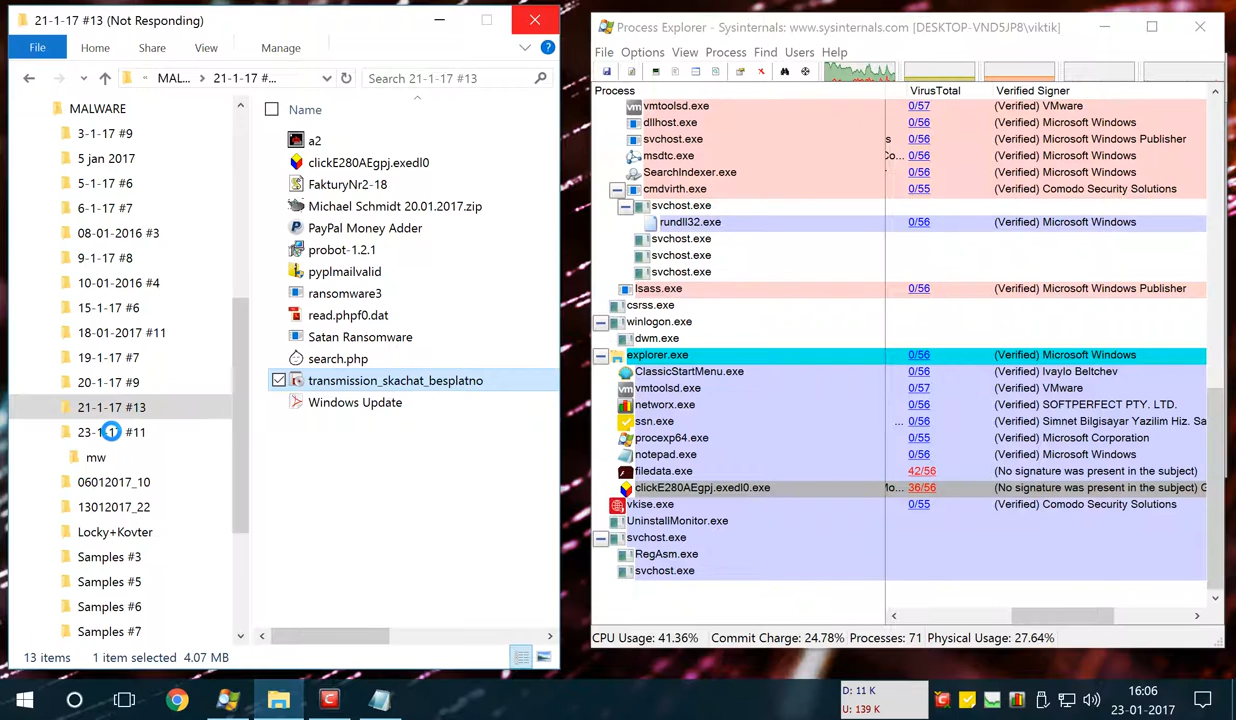 21-1-17 #13 (Not Responding)
File Home Share View Manage
MAL... 21-1-17 #... Search 21-1-17 #13
MALWARE
3-1-17 #9
5 jan 2017
5-1-17 #6
6-1-17 #7
08-01-2016 #3
9-1-17 #8
10-01-2016 #4
15-1-17 #6
18-01-2017 #11
19-1-17 #7
20-1-17 #9
21-1-17 #13
23-1-17 #11
mw
06012017_10
13012017_22
Locky+Kovter
Samples #3
Samples #5
Samples #6
Samples #7
Name
a2
clickE280AEgpj.exedl0
FakturyNr2-18
Michael Schmidt 20.01.2017.zip
PayPal Money Adder
probot-1.2.1
pyplmailvalid
ransomware3
read.phpf0.dat
Satan Ransomware
search.php
transmission_skachat_besplatno
Windows Update
13 items 1 item selected 4.07 MB
Process Explorer - Sysinternals: www.sysinternals.com [DESKTOP-VND5JP8\viktik]
File Options View Process Find Users Help
Process VirusTotal Verified Signer
vmtoolsd.exe 0/57 (Verified) VMware
dllhost.exe 0/56 (Verified) Microsoft Windows
svchost.exe s 0/56 (Verified) Microsoft Windows Publisher
msdtc.exe Co... 0/56 (Verified) Microsoft Windows
SearchIndexer.exe 0/56 (Verified) Microsoft Windows
cmdvirth.exe 0/55 (Verified) Comodo Security Solutions
svchost.exe
rundll32.exe 0/56 (Verified) Microsoft Windows
svchost.exe
svchost.exe
svchost.exe
lsass.exe 0/56 (Verified) Microsoft Windows Publisher
csrss.exe
winlogon.exe
dwm.exe
explorer.exe 0/56 (Verified) Microsoft Windows
ClassicStartMenu.exe 0/56 (Verified) Ivaylo Beltchev
vmtoolsd.exe 0/57 (Verified) VMware
networx.exe 0/56 (Verified) SOFTPERFECT PTY. LTD.
ssn.exe ... 0/56 (Verified) Simnet Bilgisayar Yazilim Hiz. Sa
procexp64.exe 0/55 (Verified) Microsoft Corporation
notepad.exe 0/56 (Verified) Microsoft Windows
filedata.exe 42/56 (No signature was present in the subject)
clickE280AEgpj.exedl0.exe Mo... 36/56 (No signature was present in the subject) G
vkise.exe 0/55 (Verified) Comodo Security Solutions
UninstallMonitor.exe
svchost.exe
RegAsm.exe
svchost.exe
CPU Usage: 41.36% Commit Charge: 24.78% Processes: 71 Physical Usage: 27.64%
D: 11 K
U: 139 K
16:06
23-01-2017